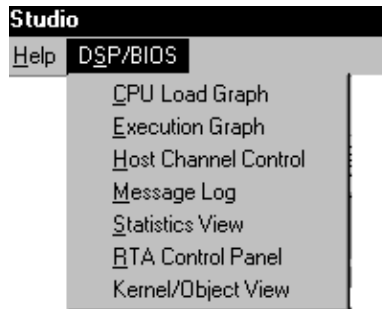 Studio
Help DSP/BIOS
CPU Load Graph
Execution Graph
Host Channel Control
Message Log
Statistics View
RTA Control Panel
Kernel/Object View